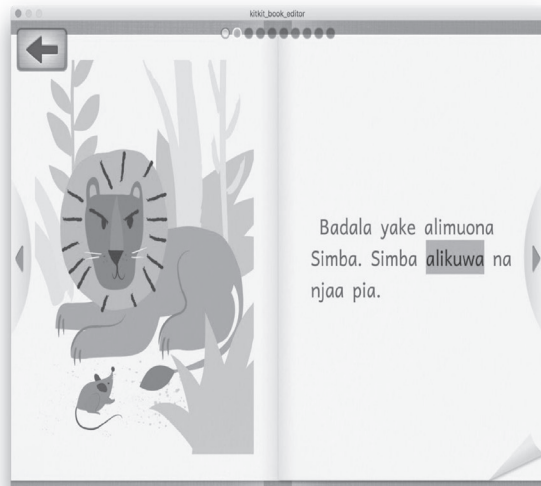 kitkit_book_editor
Badala yake alimuona
Simba. Simba alikuwa na
njaa pia.